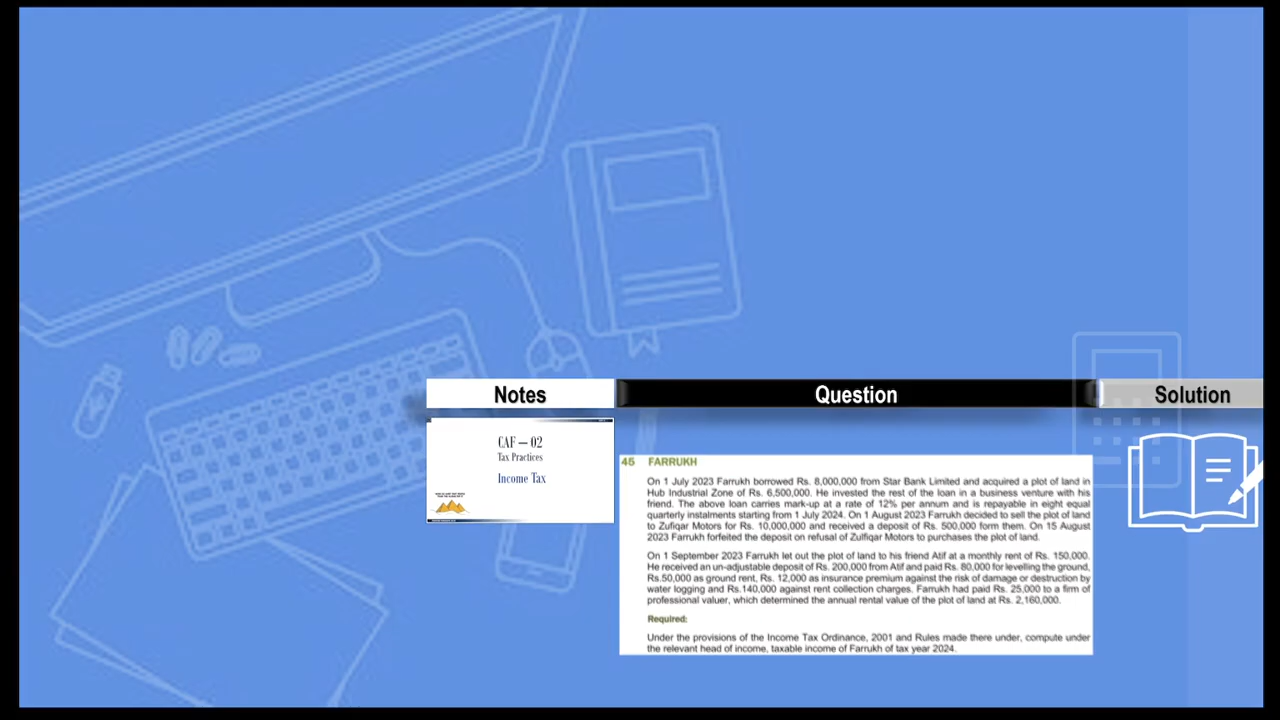 Notes
Question
Solution
CAF – 02
Tax Practices
Income Tax
45 FARRUKH
On 1 July 2023 Farrukh borrowed Rs. 8,000,000 from Star Bank Limited and acquired a plot of land in
Hub Industrial Zone of Rs. 6,500,000. He invested the rest of the loan in a business venture with his
friend. The above loan carries mark-up at a rate of 12% per annum and is repayable in eight equal
quarterly instalments starting from 1 July 2024. On 1 August 2023 Farrukh decided to sell the plot of land
to Zufiqar Motors for Rs. 10,000,000 and received a deposit of Rs. 500,000 form them. On 15 August
2023 Farrukh forfeited the deposit on refusal of Zulfiqar Motors to purchases the plot of land.
On 1 September 2023 Farrukh let out the plot of land to his friend Atif at a monthly rent of Rs. 150,000.
He received an un-adjustable deposit of Rs. 200,000 from Atif and paid Rs. 80,000 for levelling the ground,
Rs.50,000 as ground rent, Rs. 12,000 as insurance premium against the risk of damage or destruction by
water logging and Rs.140,000 against rent collection charges. Farrukh had paid Rs. 25,000 to a firm of
professional valuer, which determined the annual rental value of the plot of land at Rs. 2,160,000.
Required:
Under the provisions of the Income Tax Ordinance, 2001 and Rules made there under, compute under
the relevant head of income, taxable income of Farrukh of tax year 2024.